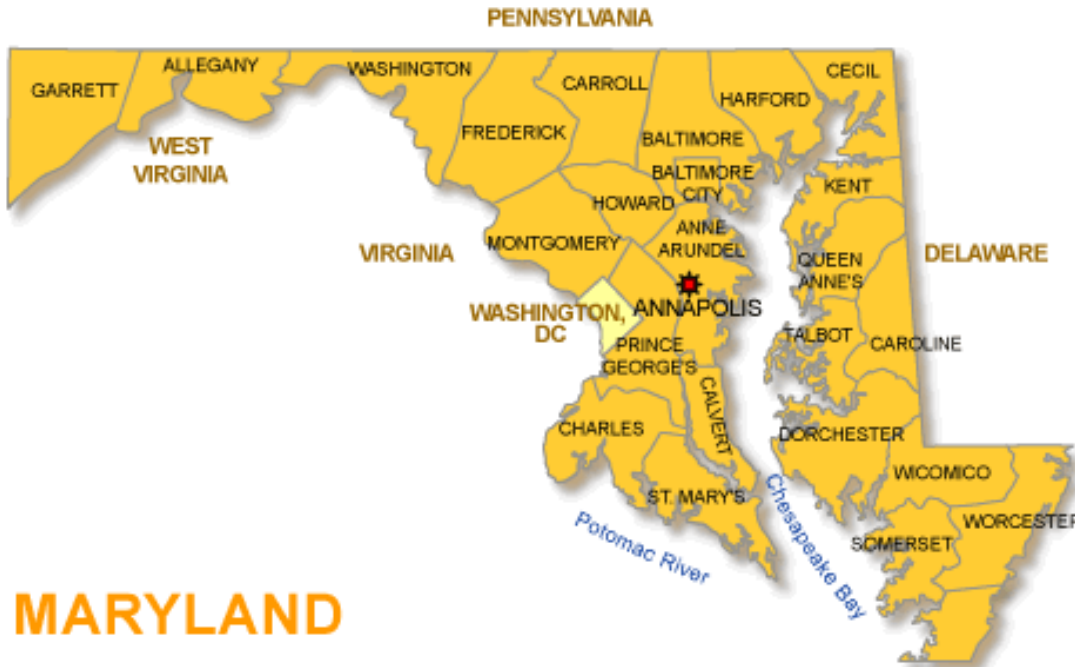 PENNSYLVANIA
GARRETT
ALLEGANY
WASHINGTON
CARROLL
CECIL
HARFORD
FREDERICK
BALTIMORE
WEST
VIRGINIA
BALTIMORE
CITY
KENT
HOWARD
ANNE
ARUNDEL
VIRGINIA
MONTGOMERY
QUEEN
ANNE'S
DELAWARE
WASHINGTON,
DC
ANNAPOLIS
PRINCE
GEORGE'S
TALBOT
CAROLINE
CALVERT
CHARLES
DORCHESTER
WICOMICO
ST. MARY'S
Potomac River
Chesapeake Bay
WORCESTER
SOMERSET
MARYLAND